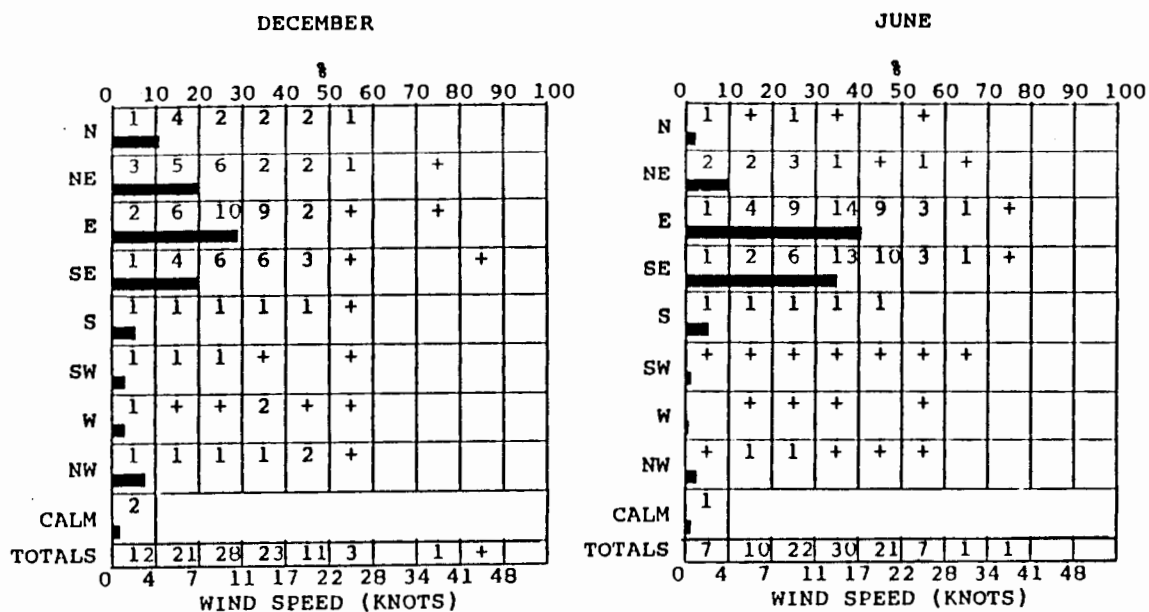 DECEMBER
%
0 10 20 30 40 50 60 70 80 90 100
N 1 4 2 2 2 1
NE 3 5 6 2 2 1 +
E 2 6 10 9 2 + +
SE 1 4 6 6 3 + +
S 1 1 1 1 1 +
SW 1 1 1 + +
W 1 + + 2 + +
NW 1 1 1 1 2 +
CALM 2
TOTALS 12 21 28 23 11 3 1 +
0 4 7 11 17 22 28 34 41 48
WIND SPEED (KNOTS)
JUNE
%
0 10 20 30 40 50 60 70 80 90 100
N 1 + 1 + +
NE 2 2 3 1 + 1 +
E 1 4 9 14 9 3 1 +
SE 1 2 6 13 10 3 1 +
S 1 1 1 1 1
SW + + + + + + +
W + + + +
NW + 1 1 + + +
CALM 1
TOTALS 7 10 22 30 21 7 1 1
0 4 7 11 17 22 28 34 41 48
WIND SPEED (KNOTS)